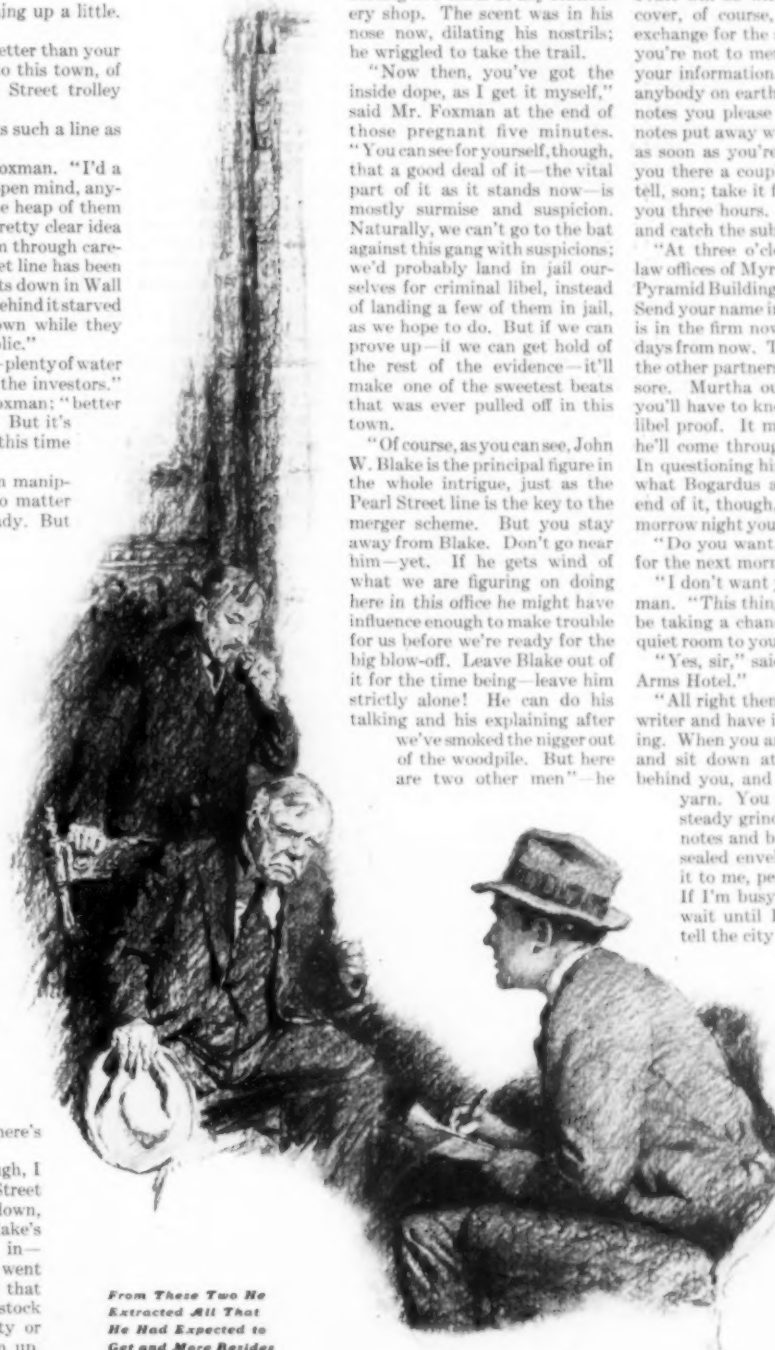 ing up a little.
etter than your
o this town, of
Street trolley
s such a line as
oxman. "I'd a
pen mind, any-
e heap of them
retty clear idea
n through care-
et line has been
ts down in Wall
ehind it starved
own while they
lic."
-plenty of water
the investors."
oxman; "better
But it's
this time
n manip-
o matter
ady. But
here's
ugh, I
Street
down,
lake's
in—
went
that
stock
ty or
n up.
From These Two He
Extracted All That
He Had Expected to
Get and More Besides
ery shop. The scent was in his
nose now, dilating his nostrils;
he wriggled to take the trail.
"Now then, you've got the
inside dope, as I get it myself,"
said Mr. Foxman at the end of
those pregnant five minutes.
"You can see for yourself, though,
that a good deal of it—the vital
part of it as it stands now—is
mostly surmise and suspicion.
Naturally, we can't go to the bat
against this gang with suspicions;
we'd probably land in jail our-
selves for criminal libel, instead
of landing a few of them in jail,
as we hope to do. But if we can
prove up—if we can get hold of
the rest of the evidence—it'll
make one of the sweetest beats
that was ever pulled off in this
town.
"Of course, as you can see, John
W. Blake is the principal figure in
the whole intrigue, just as the
Pearl Street line is the key to the
merger scheme. But you stay
away from Blake. Don't go near
him—yet. If he gets wind of
what we are figuring on doing
here in this office he might have
influence enough to make trouble
for us before we're ready for the
big blow-off. Leave Blake out of
it for the time being—leave him
strictly alone! He can do his
talking and his explaining after
we've smoked the nigger out
of the woodpile. But here
are two other men"—he
cover, of course,
exchange for the
you're not to me
your information
anybody on earth
notes you please
notes put away w
as soon as you're
you there a coup
tell, son; take it f
you three hours.
and catch the sub
"At three o'clo
law offices of Myr
Pyramid Building
Send your name in
is in the firm nov
days from now. T
the other partner
sore. Murtha ou
you'll have to kn
libel proof. It m
he'll come throug
In questioning hi
what Bogardus a
end of it, though,
morrow night you
"Do you want
for the next morn
"I don't want
man. "This thin
be taking a chan
quiet room to you
"Yes, sir," said
Arms Hotel."
"All right then
writer and have i
ing. When you a
and sit down at
behind you, and
yarn. You
steady grind
notes and b
sealed envel
it to me, pe
If I'm busy
wait until I
tell the city